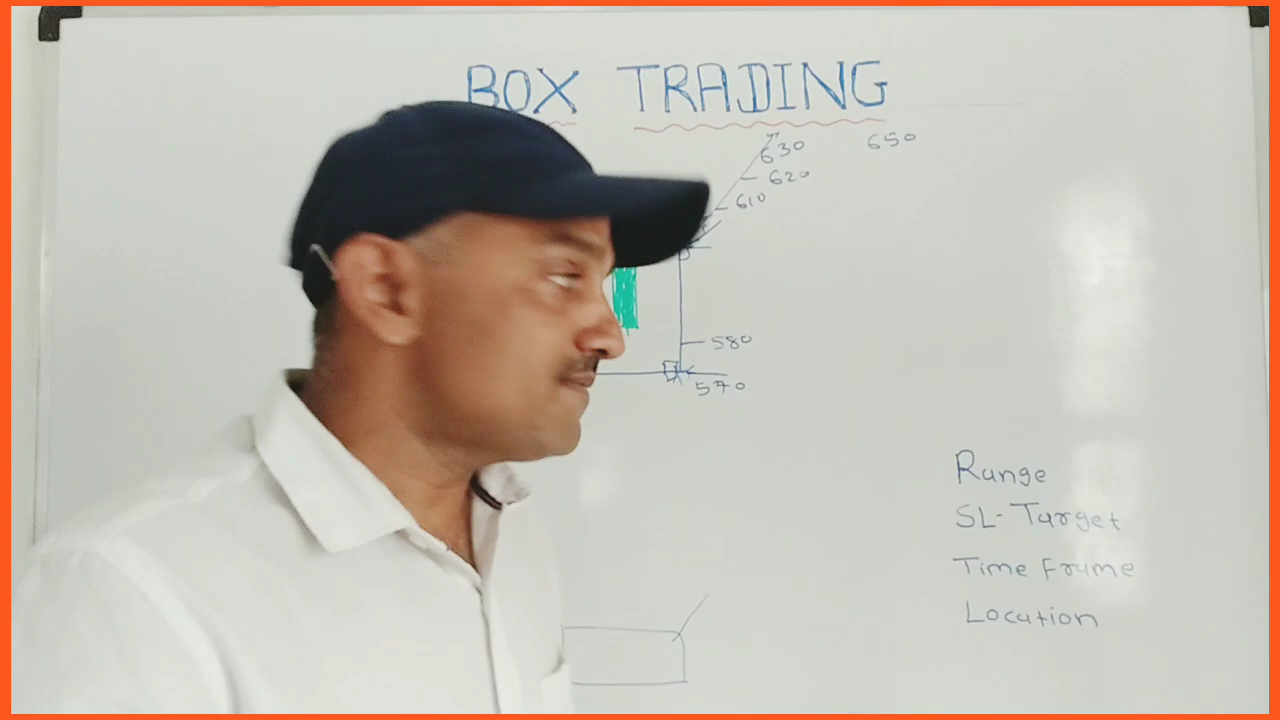 BOX TRADING
630
650
620
610
580
570
Range
SL- Target
Time Frame
Location